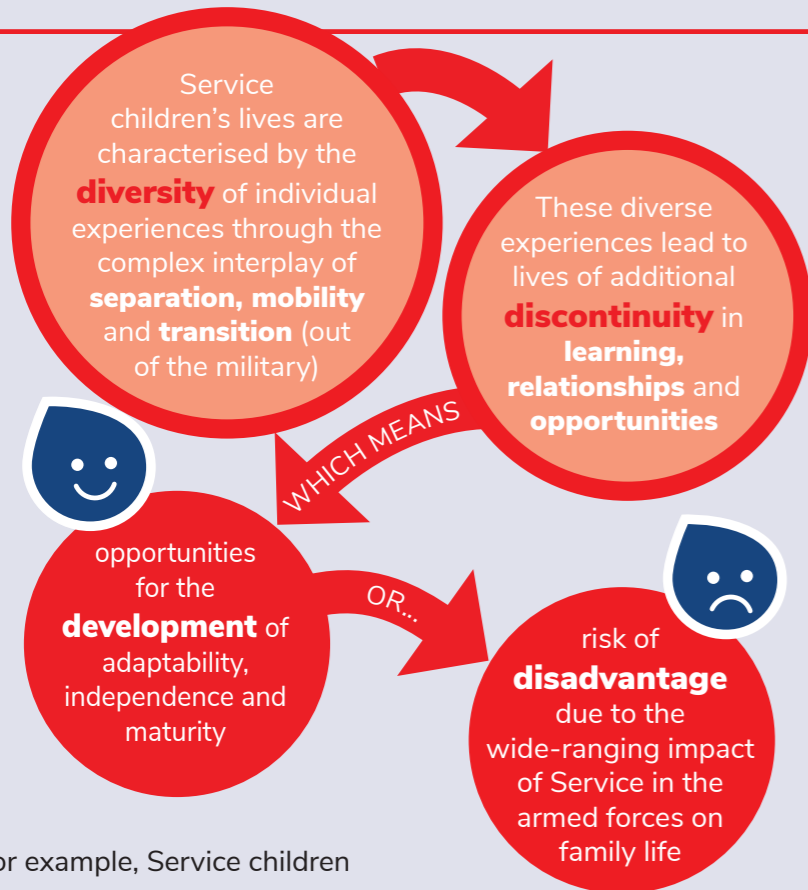 Service
children’s lives are
characterised by the
diversity of individual
experiences through the
complex interplay of
separation, mobility
and transition (out
of the military)
These diverse
experiences lead to
lives of additional
discontinuity in
learning,
relationships and
opportunities
WHICH MEANS
opportunities
for the
development of
adaptability,
independence and
maturity
OR...
risk of
disadvantage
due to the
wide-ranging impact
of Service in the
armed forces on
family life
or example, Service children